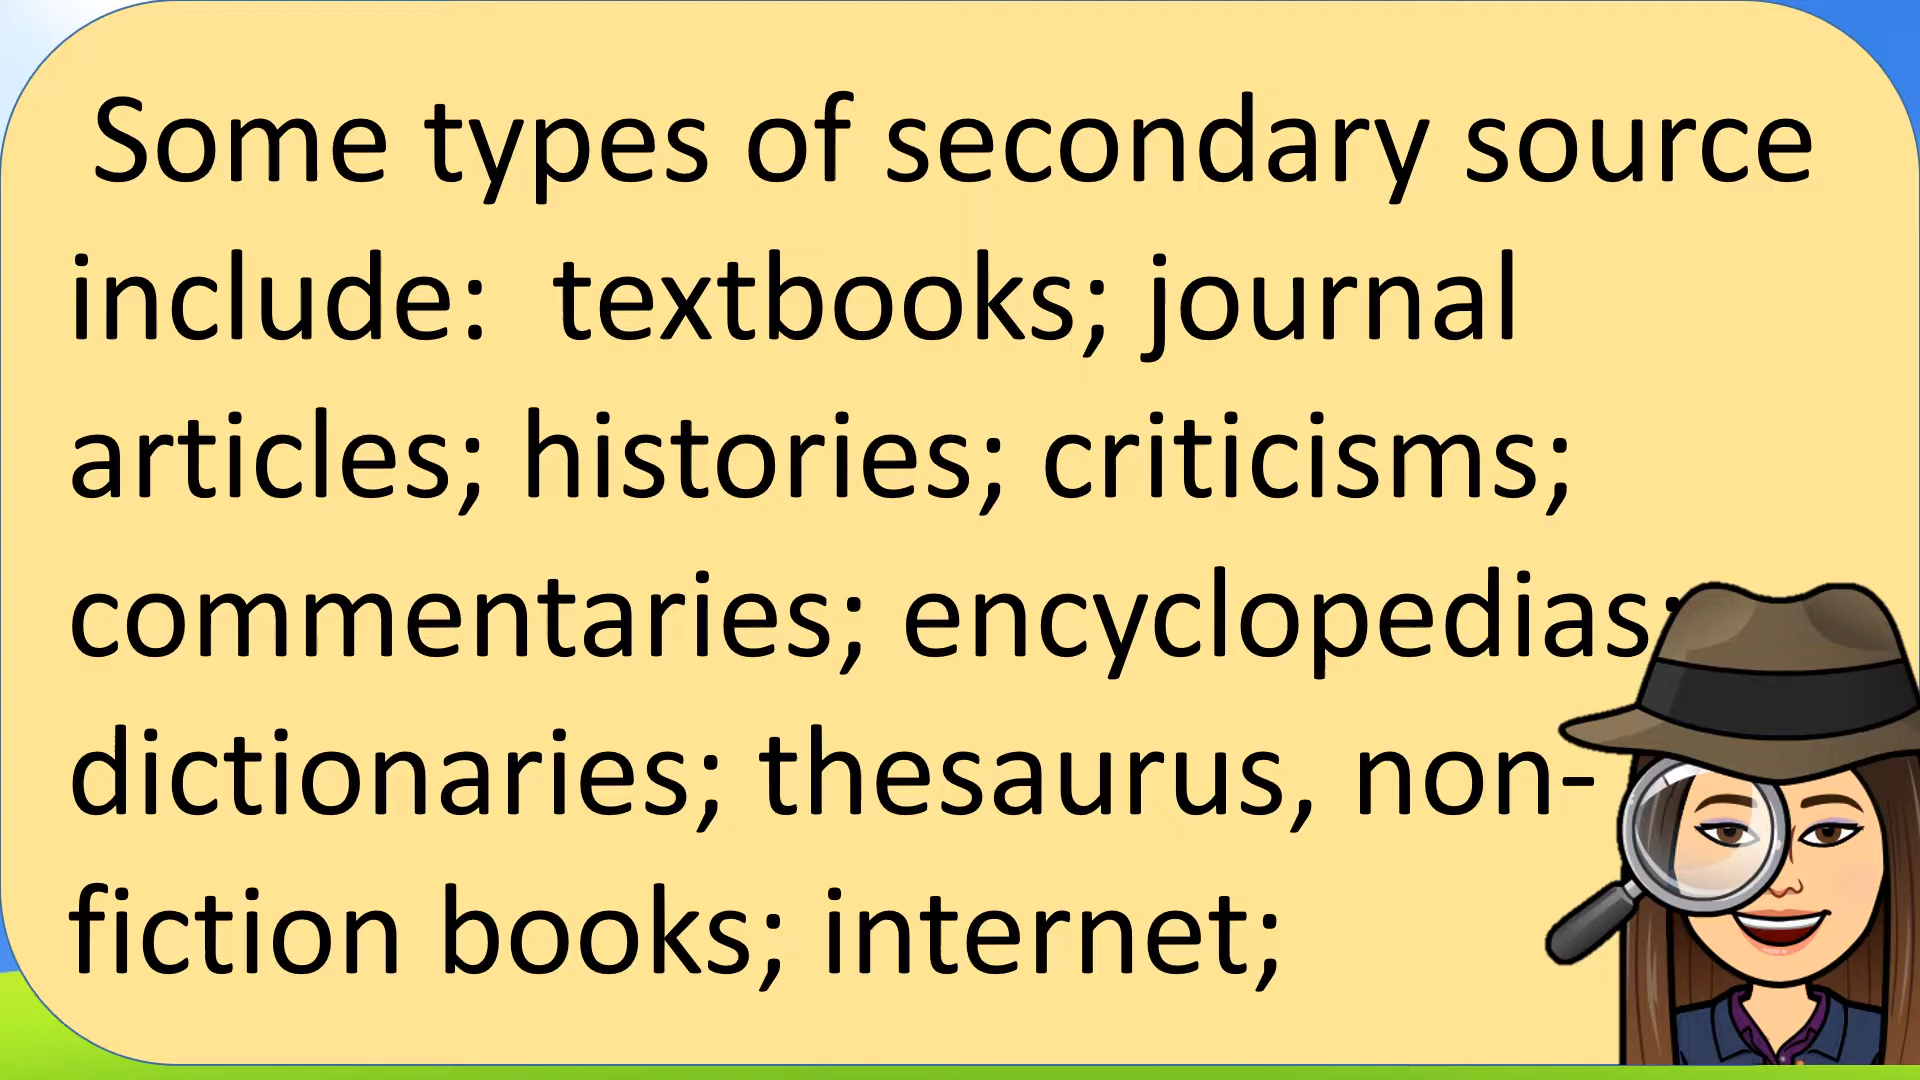 Some types of secondary source
include:  textbooks; journal
articles; histories; criticisms;
commentaries; encyclopedias;
dictionaries; thesaurus, non-
fiction books; internet;